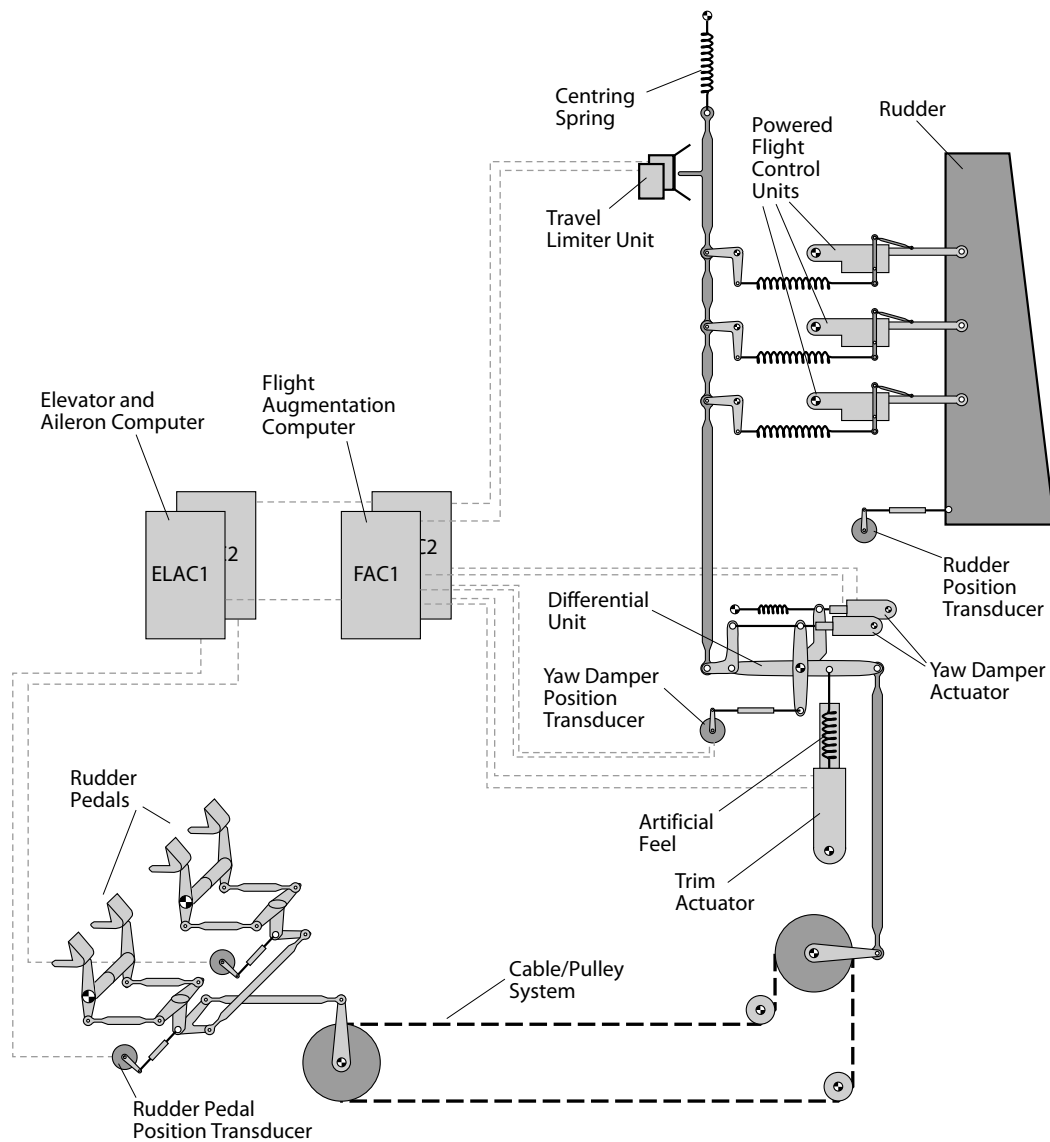 Centring
Spring
Powered
Flight
Control
Units
Rudder
Travel
Limiter Unit
Elevator and
Aileron Computer
Flight
Augmentation
Computer
C2
ELAC1
C2
FAC1
Rudder
Position
Transducer
Differential
Unit
Yaw Damper
Actuator
Yaw Damper
Position
Transducer
Rudder
Pedals
Artificial
Feel
Trim
Actuator
Cable/Pulley
System
Rudder Pedal
Position Transducer